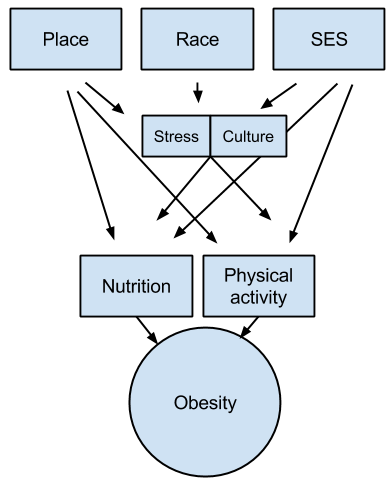 Place
Race
SES
Stress
Culture
Nutrition
Physical
activity
Obesity